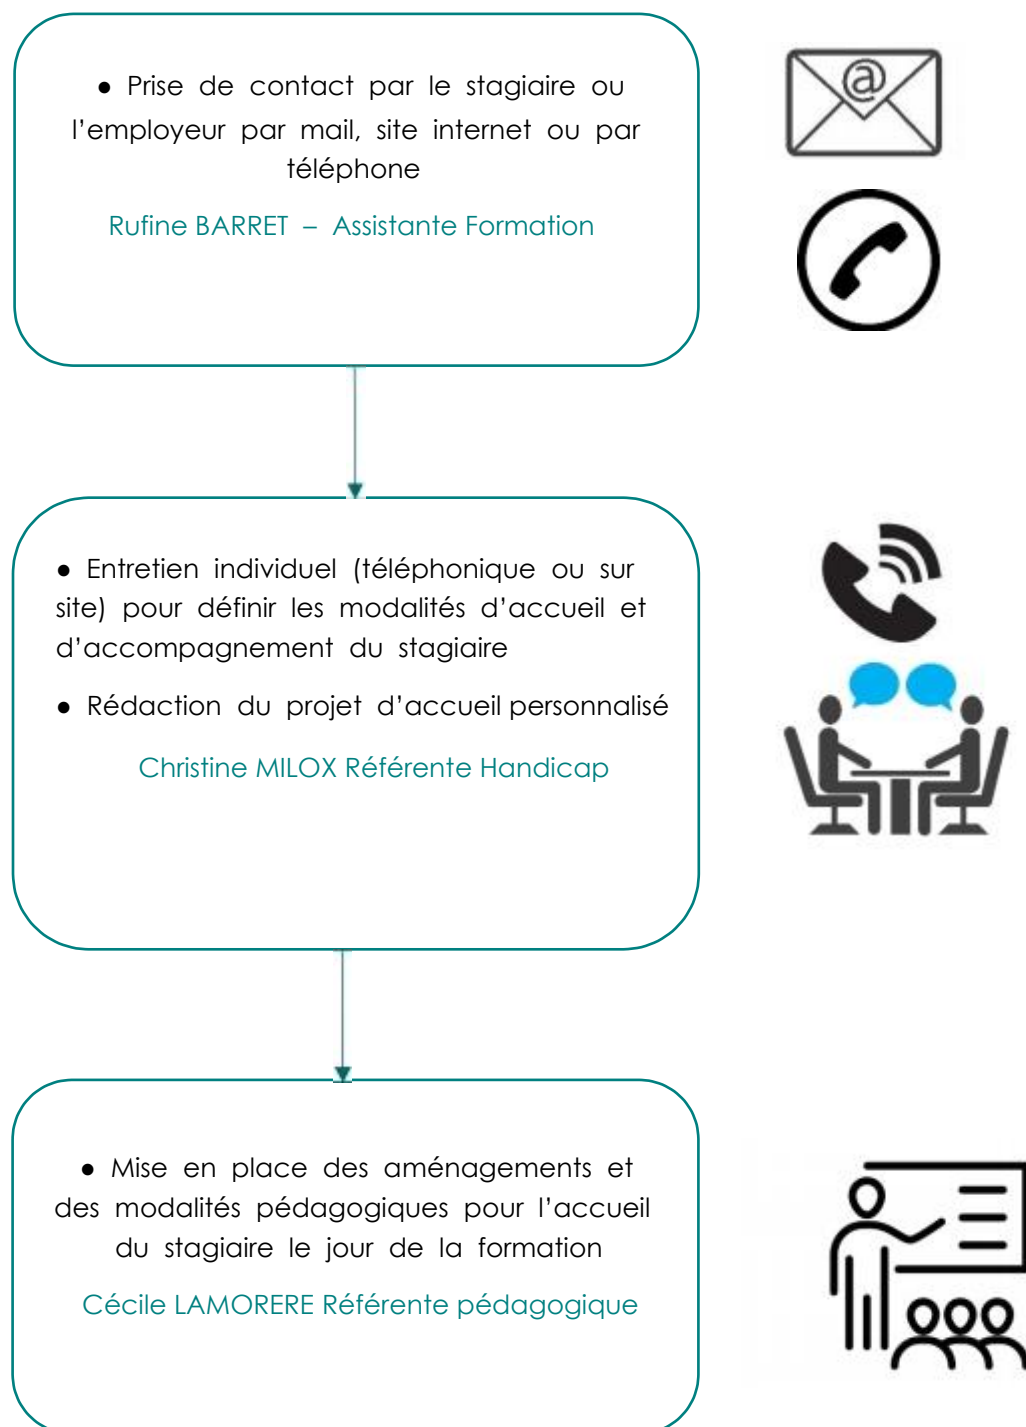 ● Prise de contact par le stagiaire ou
l’employeur par mail, site internet ou par
téléphone
Rufine BARRET – Assistante Formation
@
● Entretien individuel (téléphonique ou sur
site) pour définir les modalités d’accueil et
d’accompagnement du stagiaire
● Rédaction du projet d’accueil personnalisé
Christine MILOX Référente Handicap
● Mise en place des aménagements et
des modalités pédagogiques pour l’accueil
du stagiaire le jour de la formation
Cécile LAMORERE Référente pédagogique